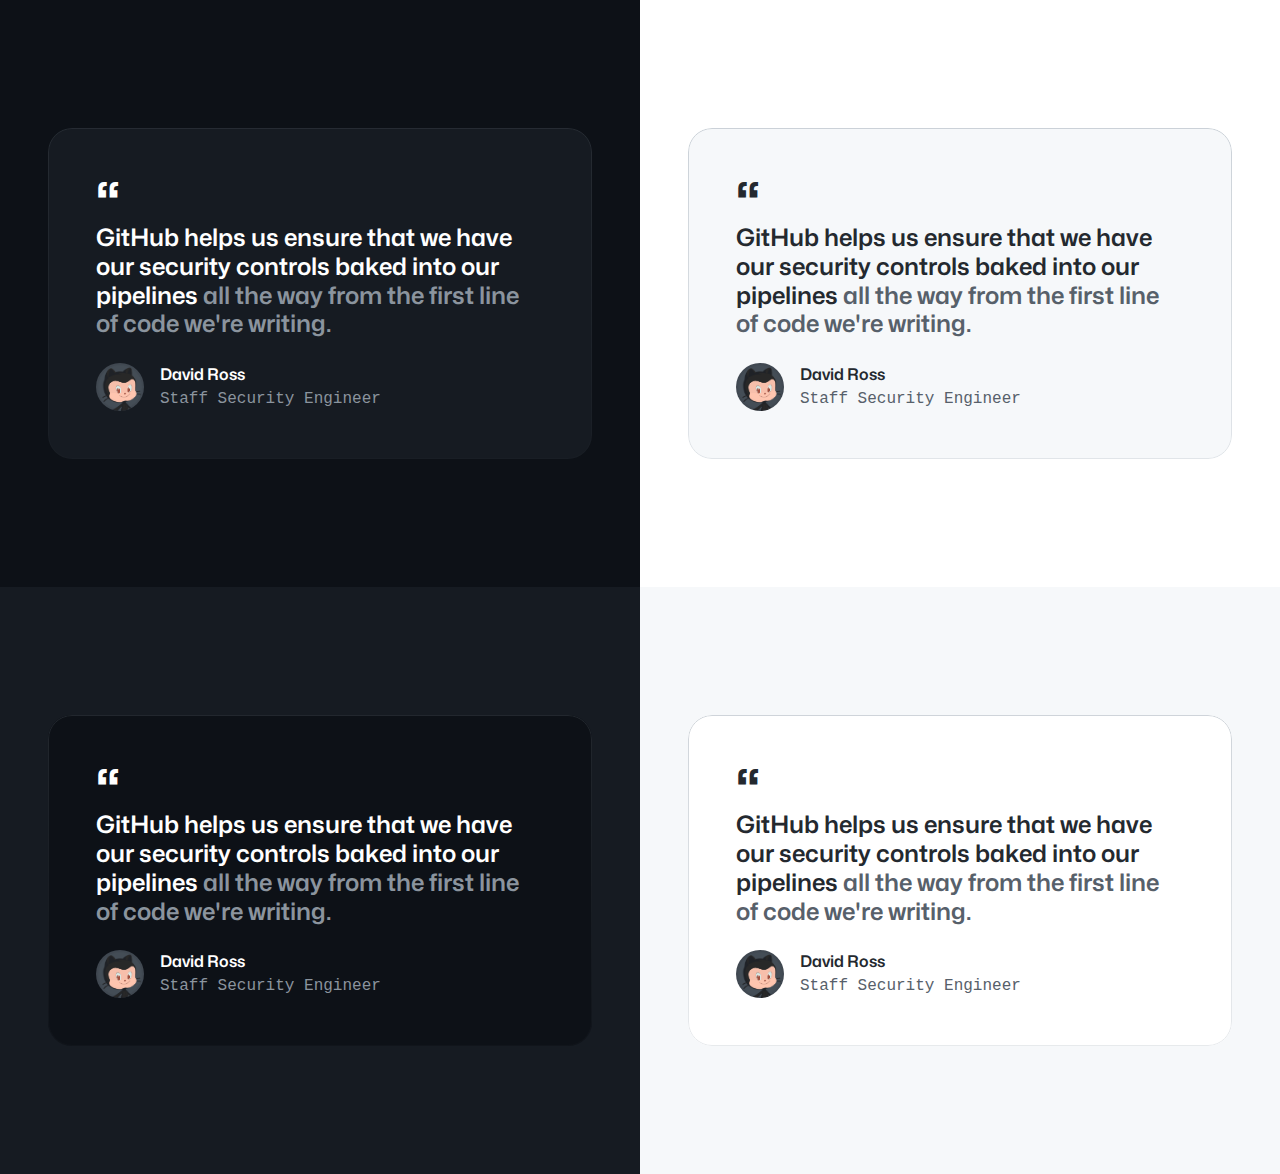 “
GitHub helps us ensure that we have
our security controls baked into our
pipelines all the way from the first line
of code we're writing.
David Ross
Staff Security Engineer
“
GitHub helps us ensure that we have
our security controls baked into our
pipelines all the way from the first line
of code we're writing.
David Ross
Staff Security Engineer
“
GitHub helps us ensure that we have
our security controls baked into our
pipelines all the way from the first line
of code we're writing.
David Ross
Staff Security Engineer
“
GitHub helps us ensure that we have
our security controls baked into our
pipelines all the way from the first line
of code we're writing.
David Ross
Staff Security Engineer